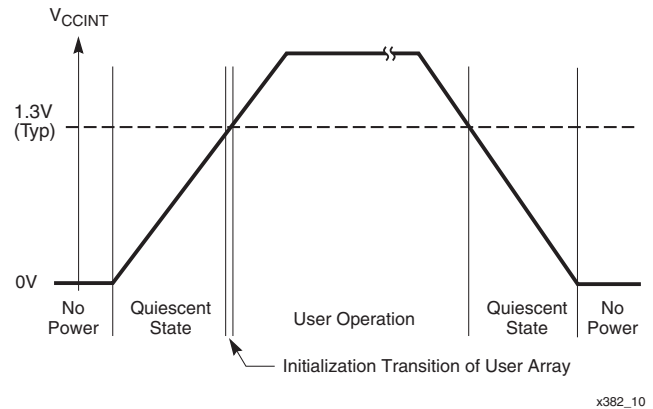 VCCINT
1.3V
(Typ)
0V
No
Power
Quiescent
State
User Operation
Quiescent
State
No
Power
Initialization Transition of User Array
x382_10